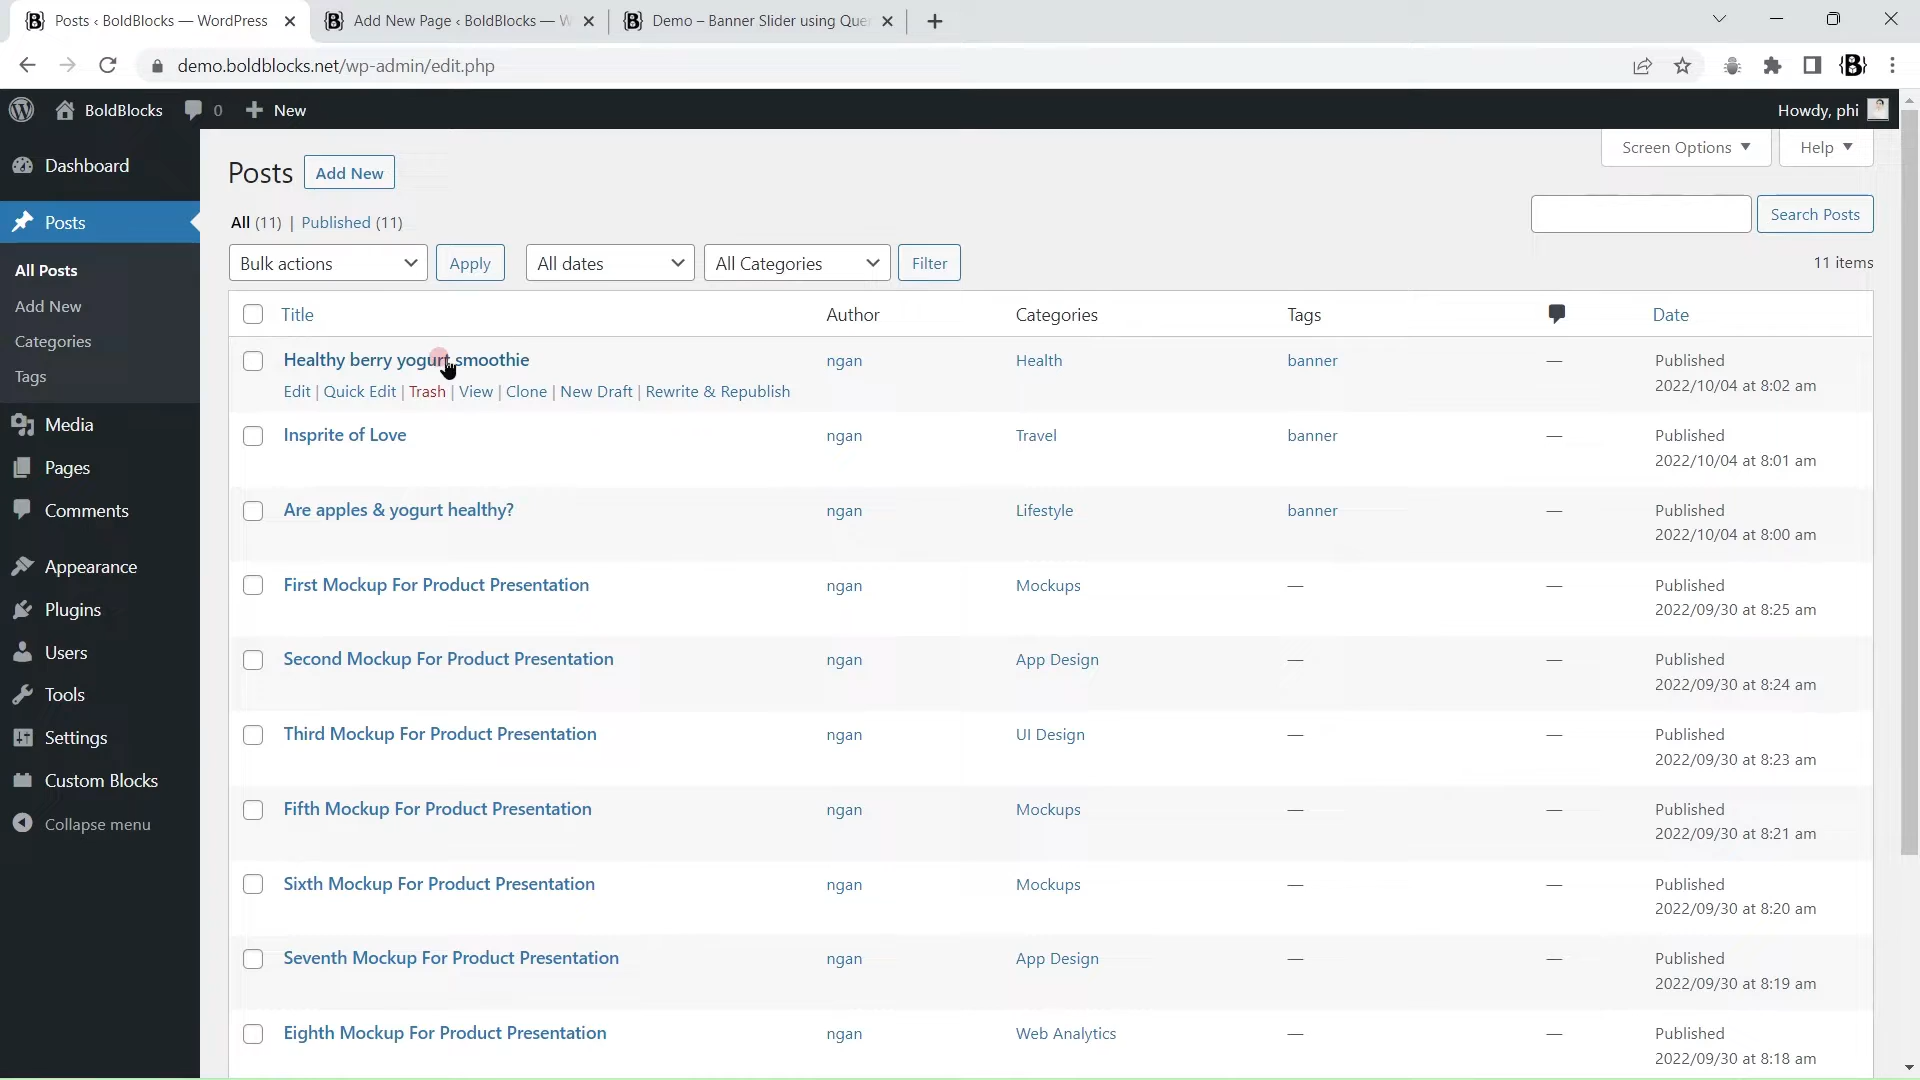 Posts ‹ BoldBlocks — WordPress
Add New Page ‹ BoldBlocks — W
Demo – Banner Slider using Que
demo.boldblocks.net/wp-admin/edit.php
BoldBlocks
0
New
Howdy, phi
Dashboard
Posts
All Posts
Add New
Categories
Tags
Media
Pages
Comments
Appearance
Plugins
Users
Tools
Settings
Custom Blocks
Collapse menu
Screen Options
Help
Posts
Add New
All (11) | Published (11)
Search Posts
Bulk actions
Apply
All dates
All Categories
Filter
11 items
Title Author Categories Tags Date
Healthy berry yogurt smoothie ngan Health banner — Published
2022/10/04 at 8:02 am
Edit | Quick Edit | Trash | View | Clone | New Draft | Rewrite & Republish
Insprite of Love ngan Travel banner — Published
2022/10/04 at 8:01 am
Are apples & yogurt healthy? ngan Lifestyle banner — Published
2022/10/04 at 8:00 am
First Mockup For Product Presentation ngan Mockups — — Published
2022/09/30 at 8:25 am
Second Mockup For Product Presentation ngan App Design — — Published
2022/09/30 at 8:24 am
Third Mockup For Product Presentation ngan UI Design — — Published
2022/09/30 at 8:23 am
Fifth Mockup For Product Presentation ngan Mockups — — Published
2022/09/30 at 8:21 am
Sixth Mockup For Product Presentation ngan Mockups — — Published
2022/09/30 at 8:20 am
Seventh Mockup For Product Presentation ngan App Design — — Published
2022/09/30 at 8:19 am
Eighth Mockup For Product Presentation ngan Web Analytics — — Published
2022/09/30 at 8:18 am